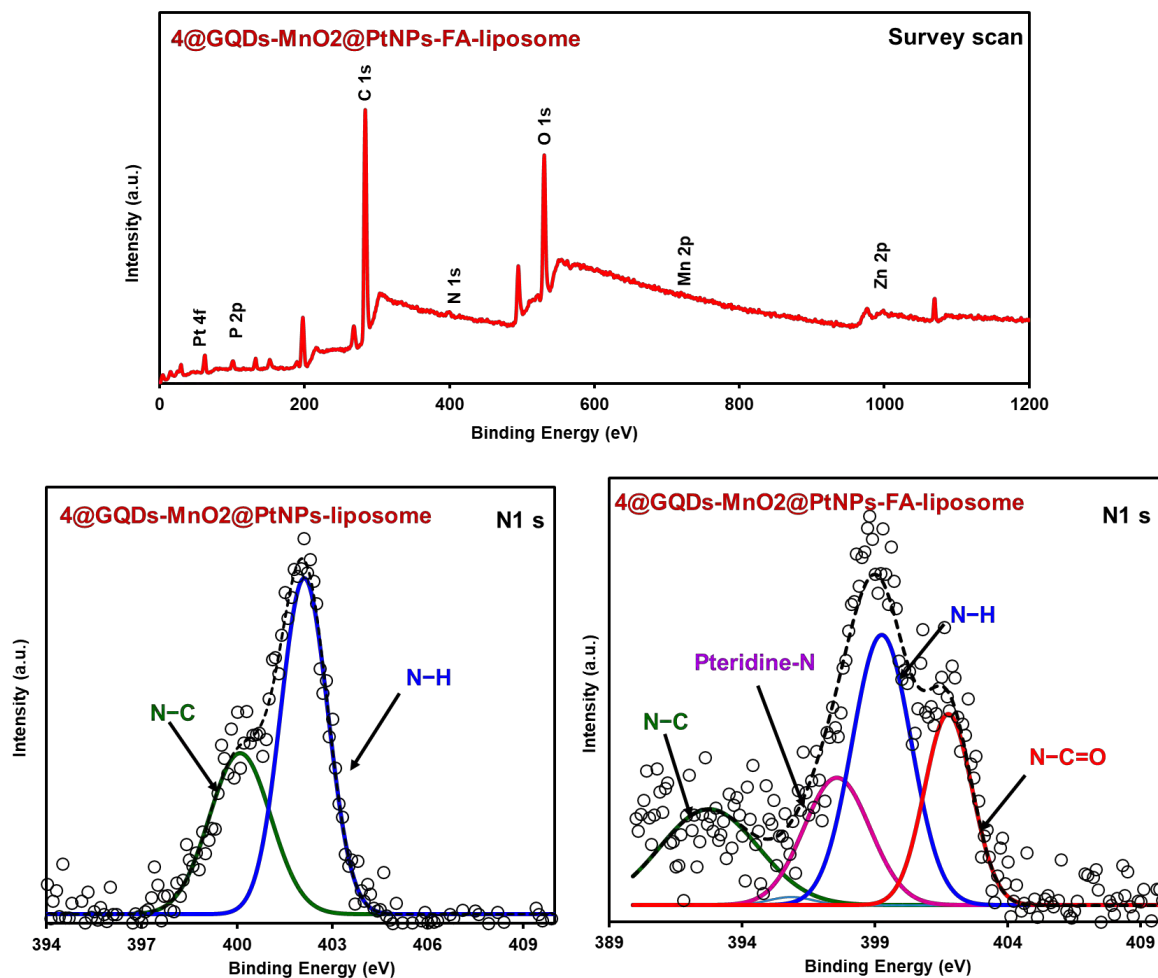 4@GQDs-MnO2@PtNPs-FA-liposome
Survey scan
Intensity (a.u.)
Pt 4f
P 2p
C 1s
N 1s
O 1s
Mn 2p
Zn 2p
0 200 400 600 800 1000 1200
Binding Energy (eV)
4@GQDs-MnO2@PtNPs-liposome
N1 s
Intensity (a.u.)
N−C
N−H
394 397 400 403 406 409
Binding Energy (eV)
4@GQDs-MnO2@PtNPs-FA-liposome
N1 s
Intensity (a.u.)
N−C
Pteridine-N
N−H
N−C=O
389 394 399 404 409
Binding Energy (eV)